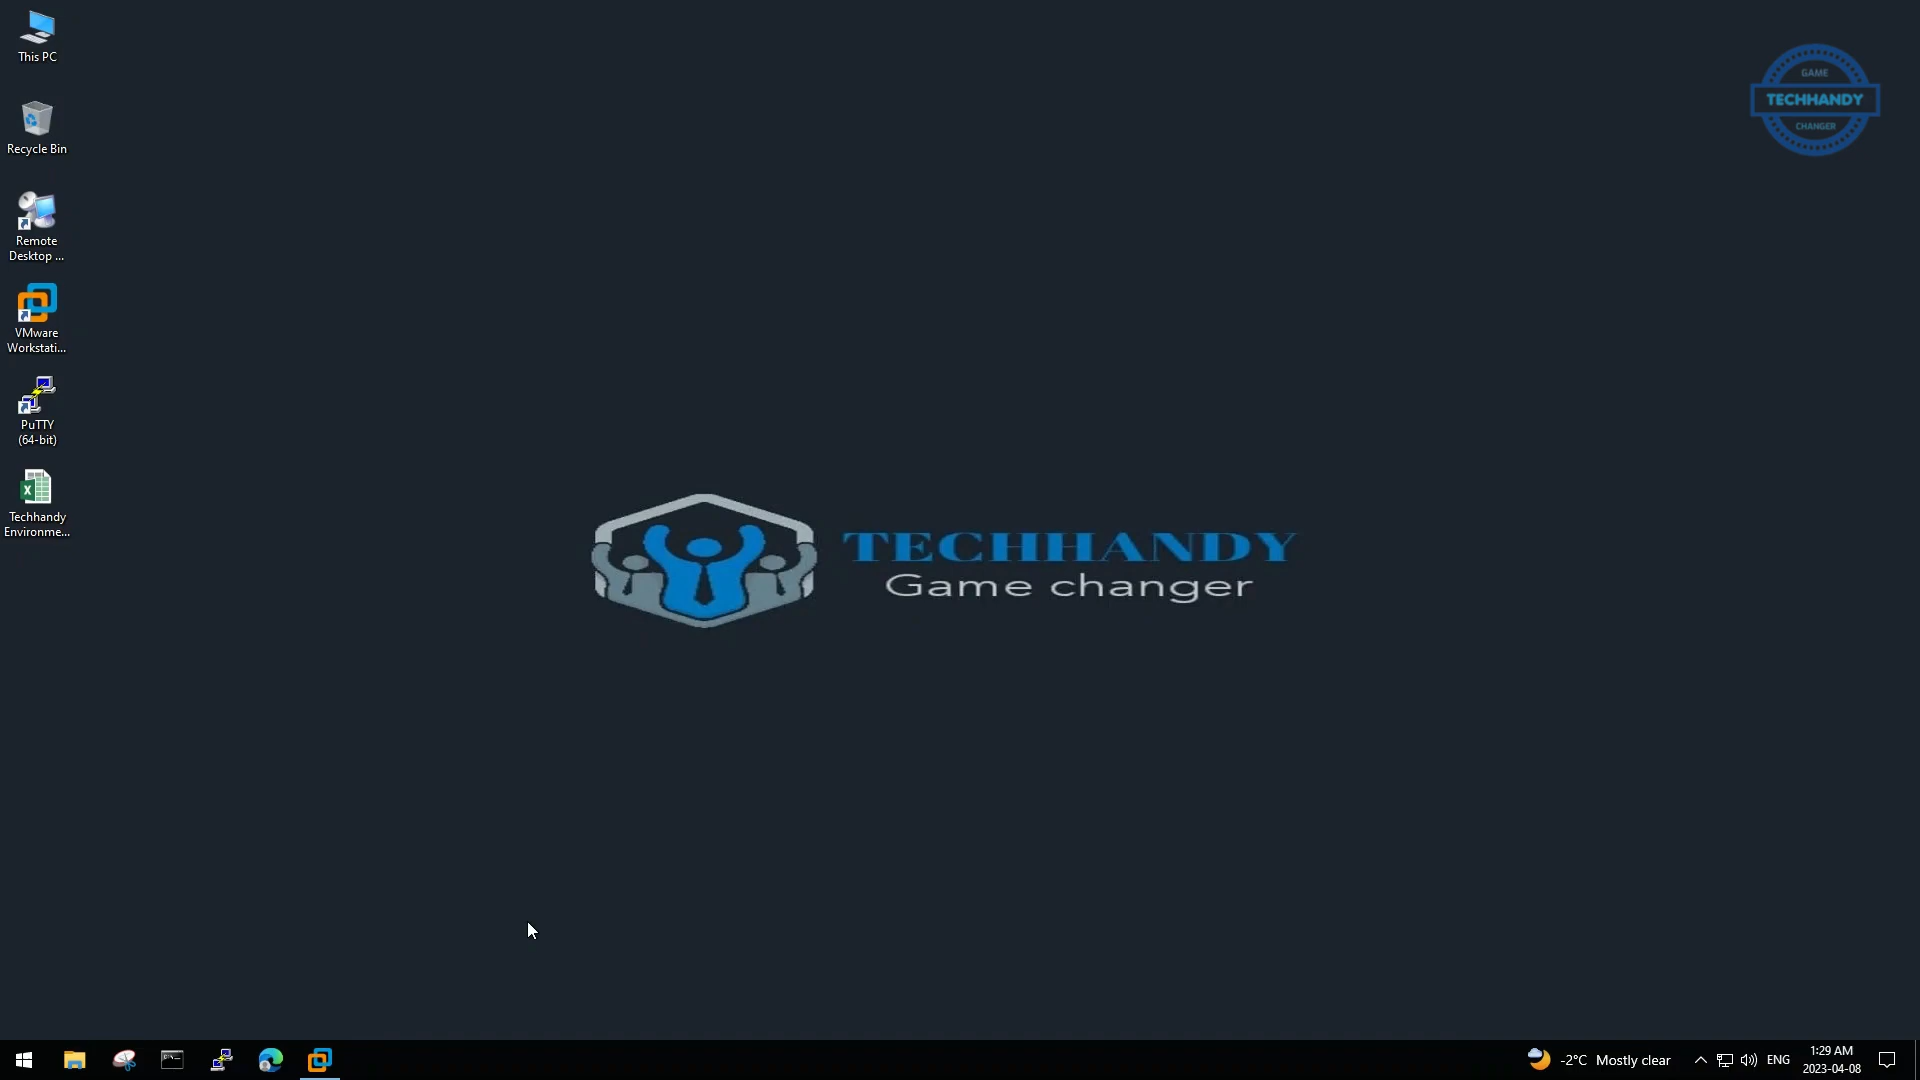 This PC
Recycle Bin
Remote
Desktop ...
VMware
Workstati...
PuTTY
(64-bit)
Techhandy
Environme...
GAME
TECHHANDY
CHANGER
TECHHANDY
Game changer
-2°C Mostly clear
ENG
1:29 AM
2023-04-08